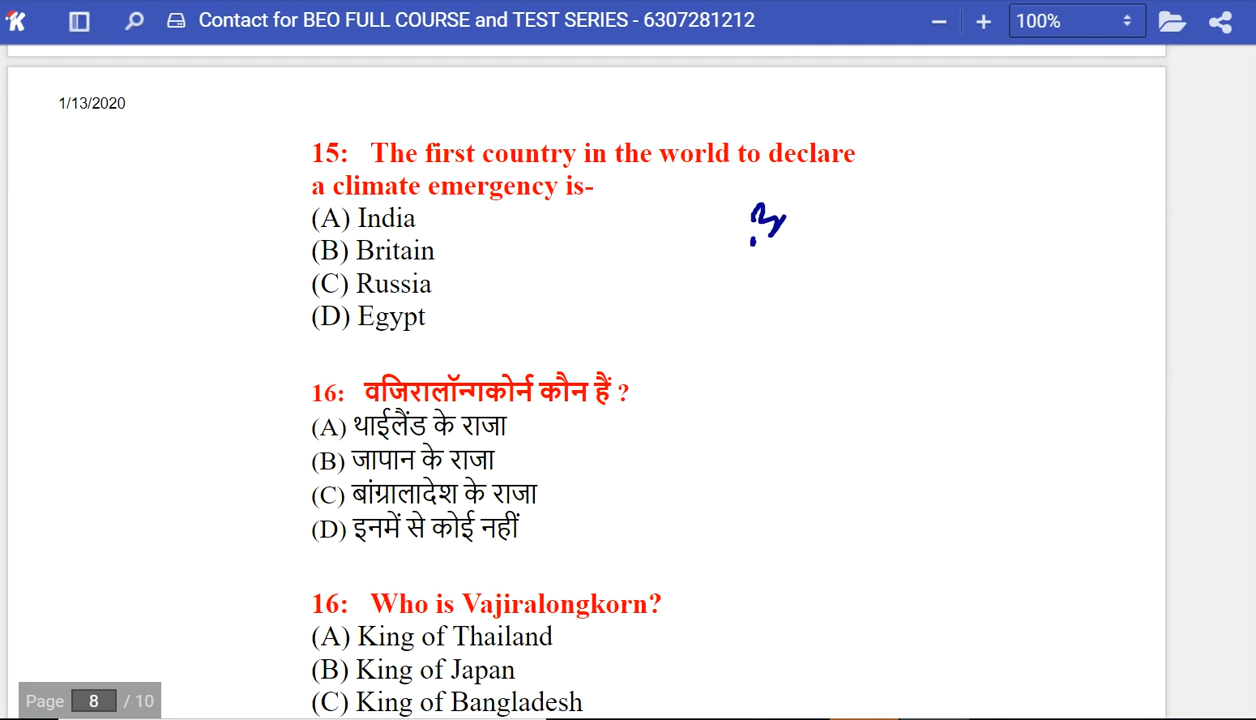 Contact for BEO FULL COURSE and TEST SERIES - 6307281212
100%
1/13/2020
15: The first country in the world to declare
a climate emergency is-
(A) India
(B) Britain
(C) Russia
(D) Egypt
16: वजिरालॉन्गकोर्न कौन हैं ?
(A) थाईलैंड के राजा
(B) जापान के राजा
(C) बांग्रालादेश के राजा
(D) इनमें से कोई नहीं
16: Who is Vajiralongkorn?
(A) King of Thailand
(B) King of Japan
(C) King of Bangladesh
Page 8 / 10